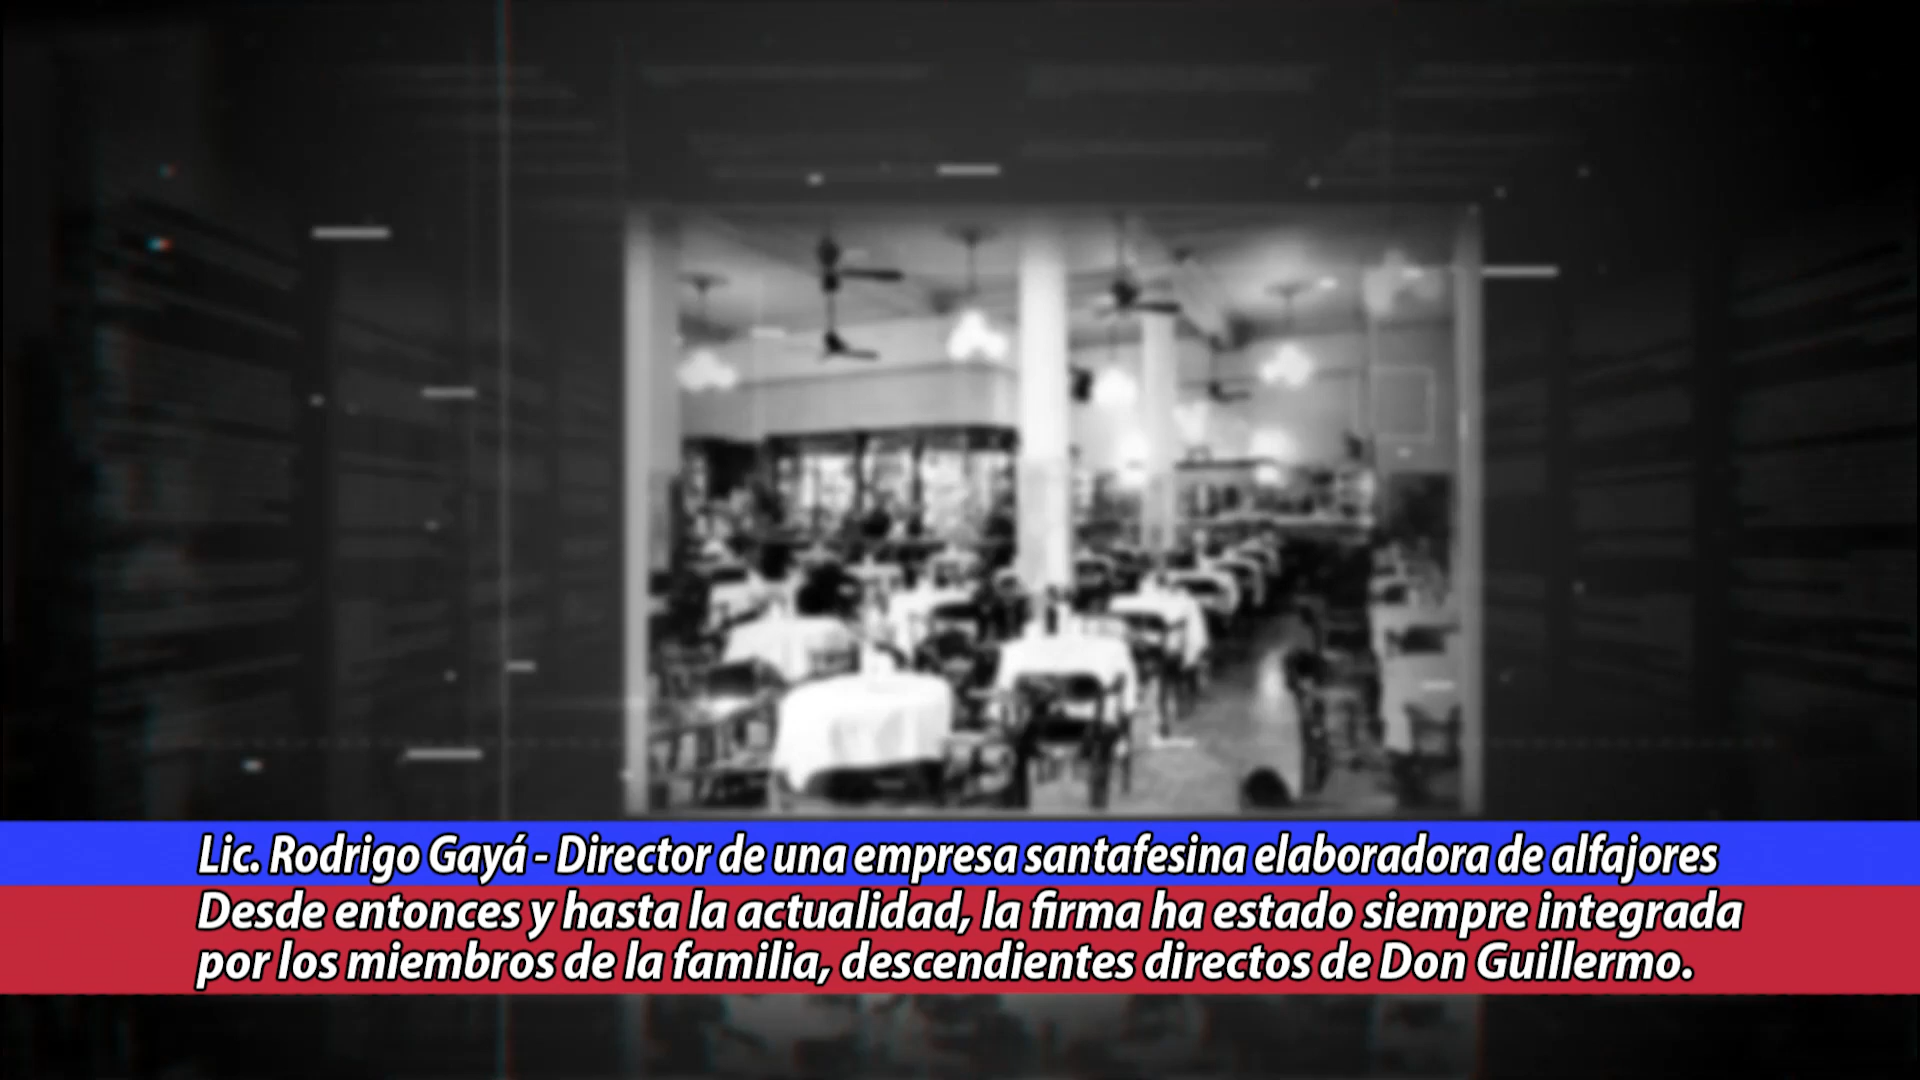 Lic. Rodrigo Gayá - Director de una empresa santafesina elaboradora de alfajores
Desde entonces y hasta la actualidad, la firma ha estado siempre integrada
por los miembros de la familia, descendientes directos de Don Guillermo.